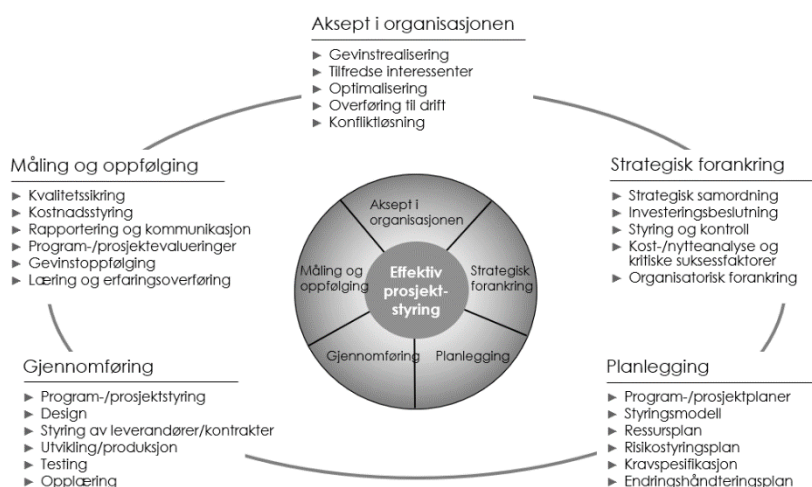 Aksept i organisasjonen
► Gevinstrealisering
► Tilfredse interessenter
► Optimalisering
► Overføring til drift
► Konfliktløsning
Måling og oppfølging
► Kvalitetssikring
► Kostnadsstyring
► Rapportering og kommunikasjon
► Program-/prosjektevalueringer
► Gevinstoppfølging
► Læring og erfaringsoverføring
Strategisk forankring
► Strategisk samordning
► Investeringsbeslutning
► Styring og kontroll
► Kost-/nytteanalyse og
kritiske suksessfaktorer
► Organisatorisk forankring
Aksept i
organisasjonen
Måling og
oppfølging
Effektiv
prosjekt-
styring
Strategisk
forankring
Gjennomføring
Planlegging
Gjennomføring
► Program-/prosjektstyring
► Design
► Styring av leverandører/kontrakter
► Utvikling/produksjon
► Testing
► Opplæring
Planlegging
► Program-/prosjektplaner
► Styringsmodell
► Ressursplan
► Risikostyringsplan
► Kravspesifikasjon
► Endringshåndteringsplan